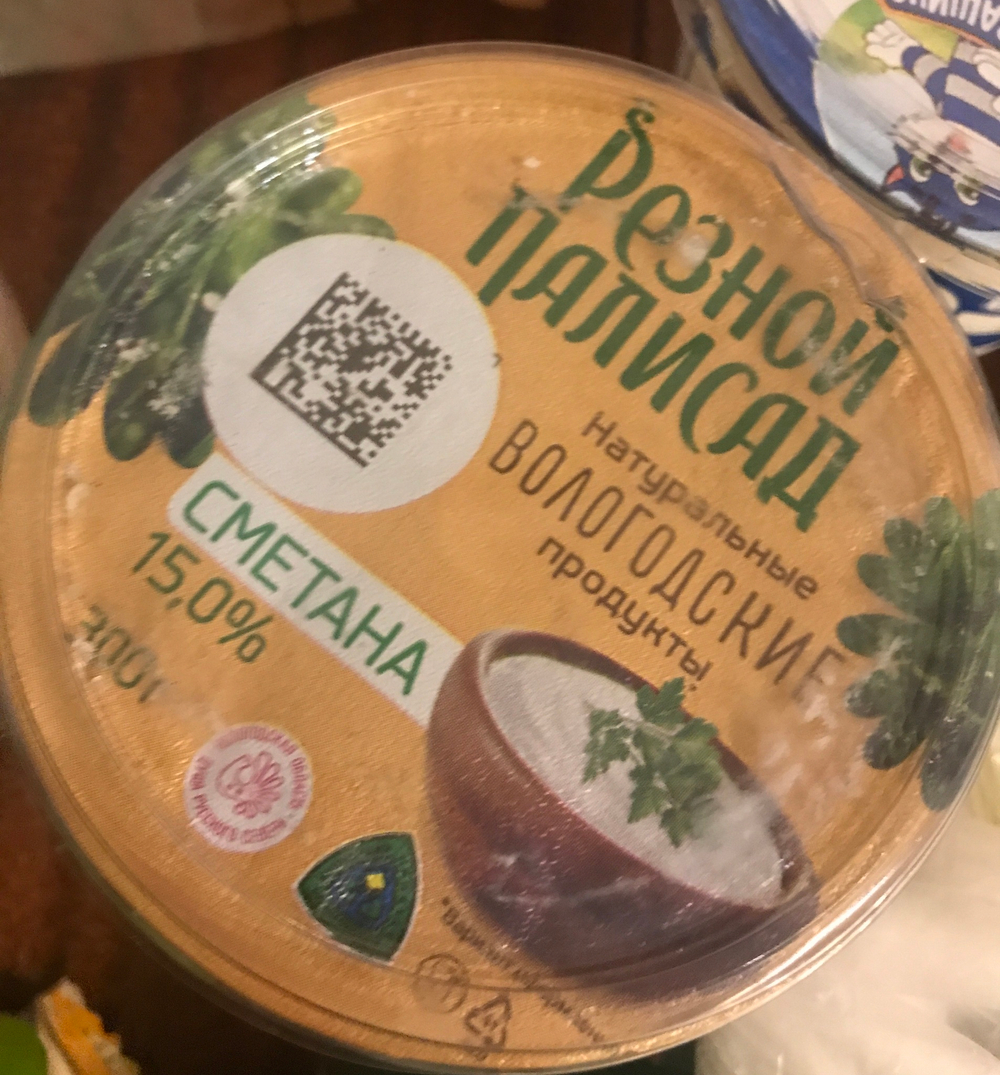 Резной
Палисад
Натуральные
ВОЛОГОДСКИЕ
продукты
СМЕТАНА
15,0%
300г